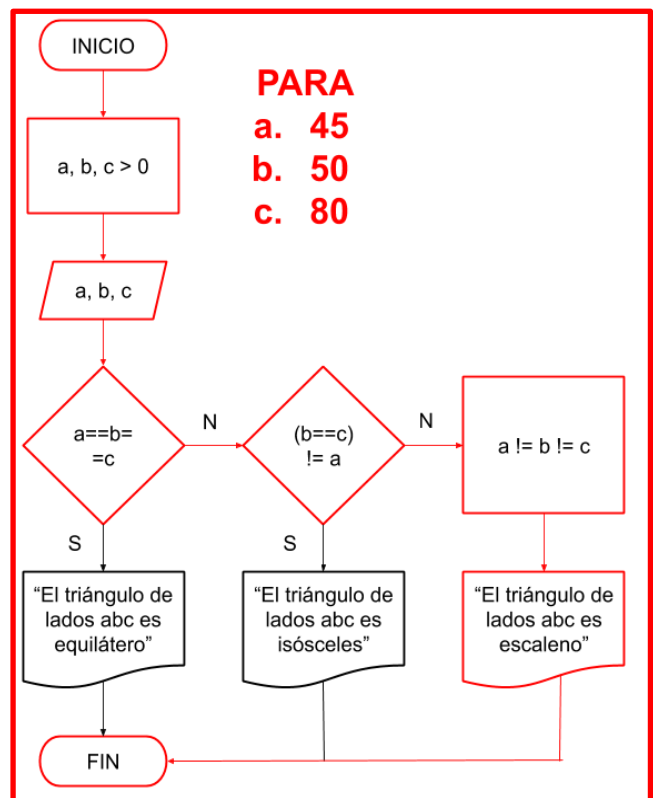 INICIO
PARA
a. 45
b. 50
c. 80
a, b, c > 0
a, b, c
a==b=
=c
N
(b==c)
!= a
N
a != b != c
S
S
“El triángulo de
lados abc es
equilátero”
“El triángulo de
lados abc es
isósceles”
“El triángulo de
lados abc es
escaleno”
FIN